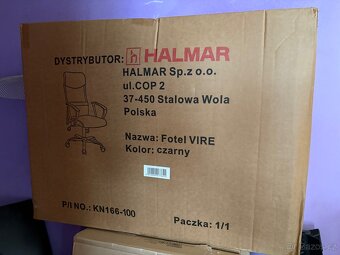 DYSTRYBUTOR: HALMAR
HALMAR Sp.z o.o.
ul.COP 2
37-450 Stalowa Wola
Polska
Nazwa: Fotel VIRE
Kolor: czarny
P/I NO.: KN166-100
Paczka: 1/1